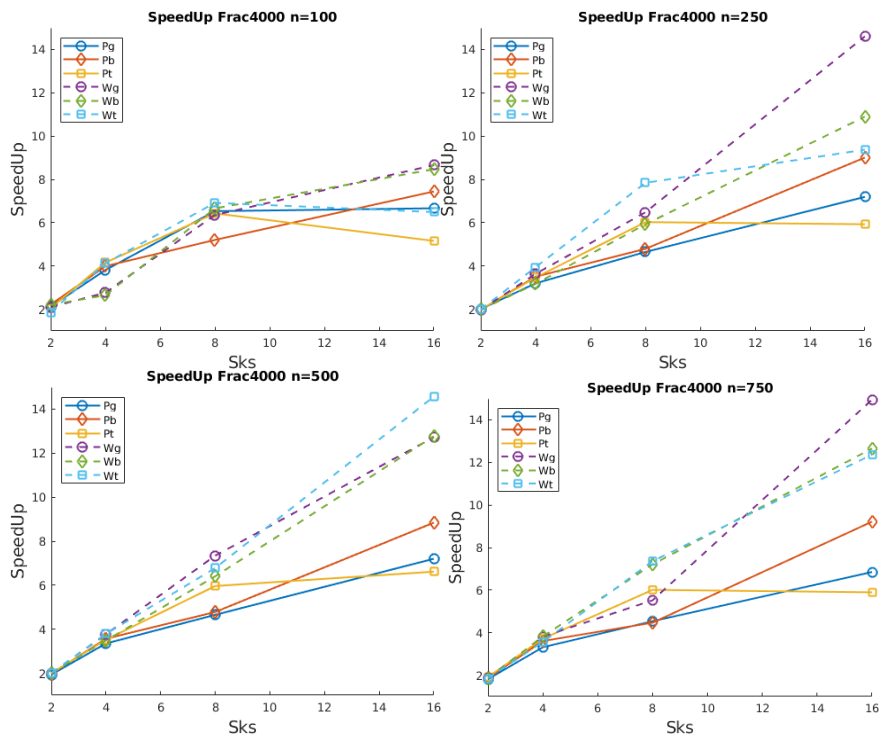 SpeedUp Frac4000 n=100
14
12
10
8
6
4
2
SpeedUp
Pg
Pb
Pt
Wg
Wb
Wt
2 4 6 8 10 12 14 16
Sks
SpeedUp Frac4000 n=250
14
12
10
8
6
4
2
SpeedUp
Pg
Pb
Pt
Wg
Wb
Wt
2 4 6 8 10 12 14 16
Sks
SpeedUp Frac4000 n=500
14
12
10
8
6
4
2
SpeedUp
Pg
Pb
Pt
Wg
Wb
Wt
2 4 6 8 10 12 14 16
Sks
SpeedUp Frac4000 n=750
14
12
10
8
6
4
2
SpeedUp
Pg
Pb
Pt
Wg
Wb
Wt
2 4 6 8 10 12 14 16
Sks